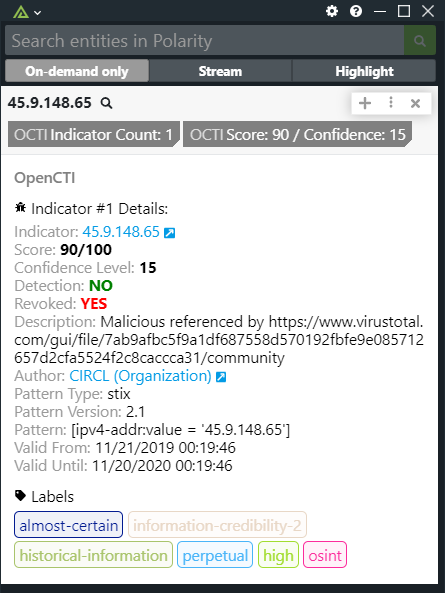 Search entities in Polarity
On-demand only Stream Highlight
45.9.148.65
OCTI Indicator Count: 1 OCTI Score: 90 / Confidence: 15
OpenCTI
Indicator #1 Details:
Indicator: 45.9.148.65
Score: 90/100
Confidence Level: 15
Detection: NO
Revoked: YES
Description: Malicious referenced by https://www.virustotal.
com/gui/file/7ab9afbc5f9a1df687558d570192fbfe9e085712
657d2cfa5524f2c8caccca31/community
Author: CIRCL (Organization)
Pattern Type: stix
Pattern Version: 2.1
Pattern: [ipv4-addr:value = '45.9.148.65']
Valid From: 11/21/2019 00:19:46
Valid Until: 11/20/2020 00:19:46
Labels
almost-certain information-credibility-2
historical-information perpetual high osint